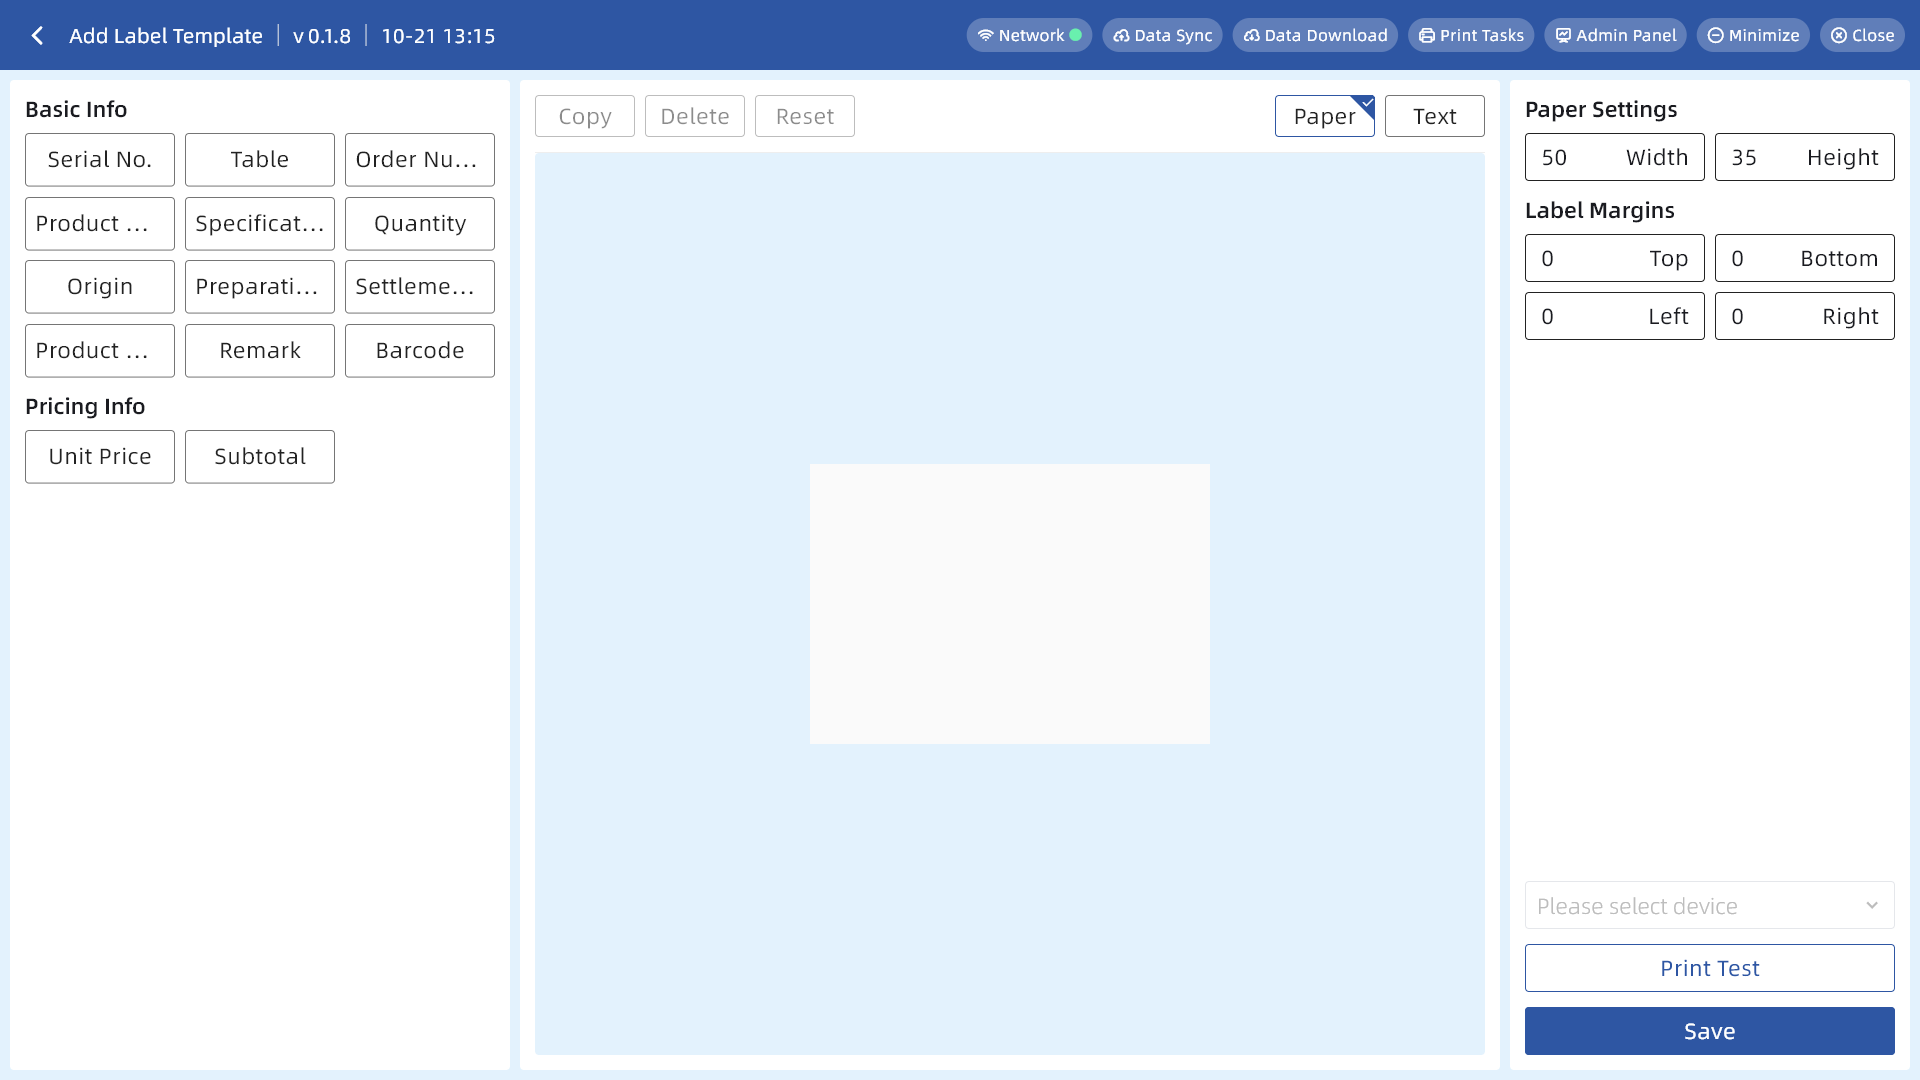 Add Label Template
v 0.1.8
10-21 13:15
Network
Data Sync
Data Download
Print Tasks
Admin Panel
Minimize
Close
Basic Info
Serial No.
Table
Order Nu...
Product ...
Specificat...
Quantity
Origin
Preparati...
Settleme...
Product ...
Remark
Barcode
Pricing Info
Unit Price
Subtotal
Copy
Delete
Reset
Paper
Text
Paper Settings
50 Width
35 Height
Label Margins
0 Top
0 Bottom
0 Left
0 Right
Please select device
Print Test
Save